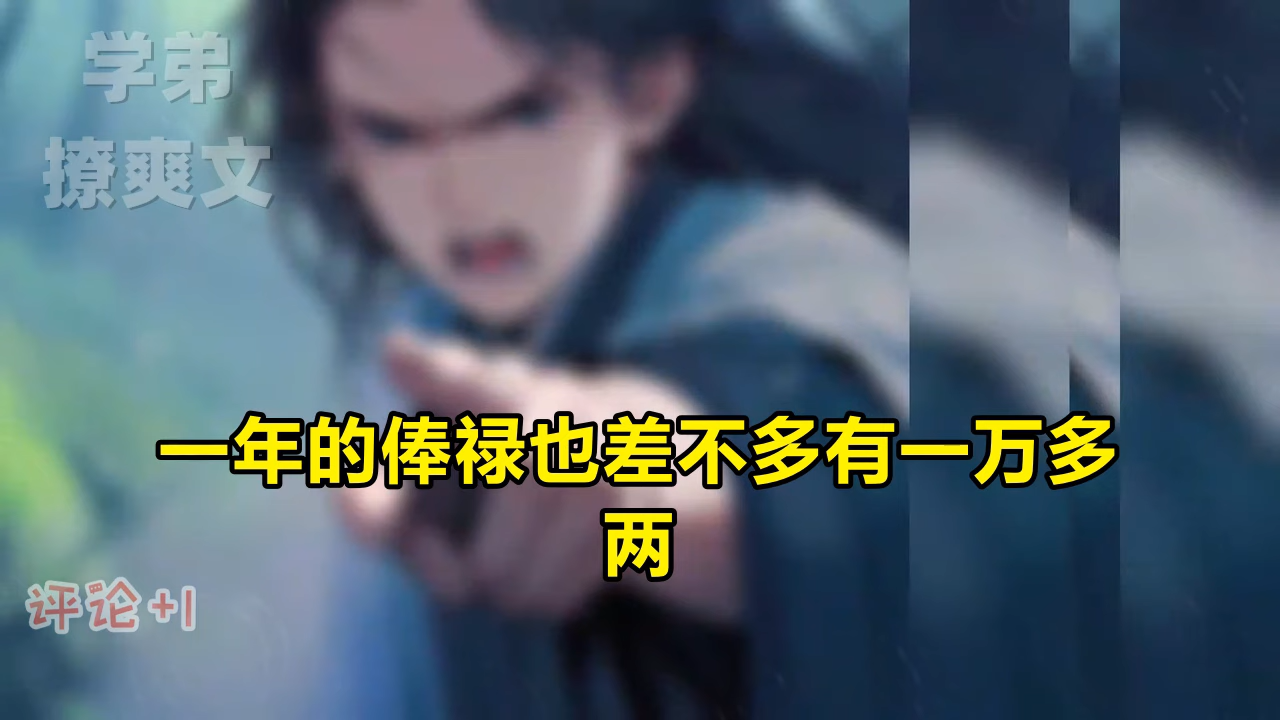 学弟
撩爽文
一年的俸禄也差不多有一万多
两
评论+1